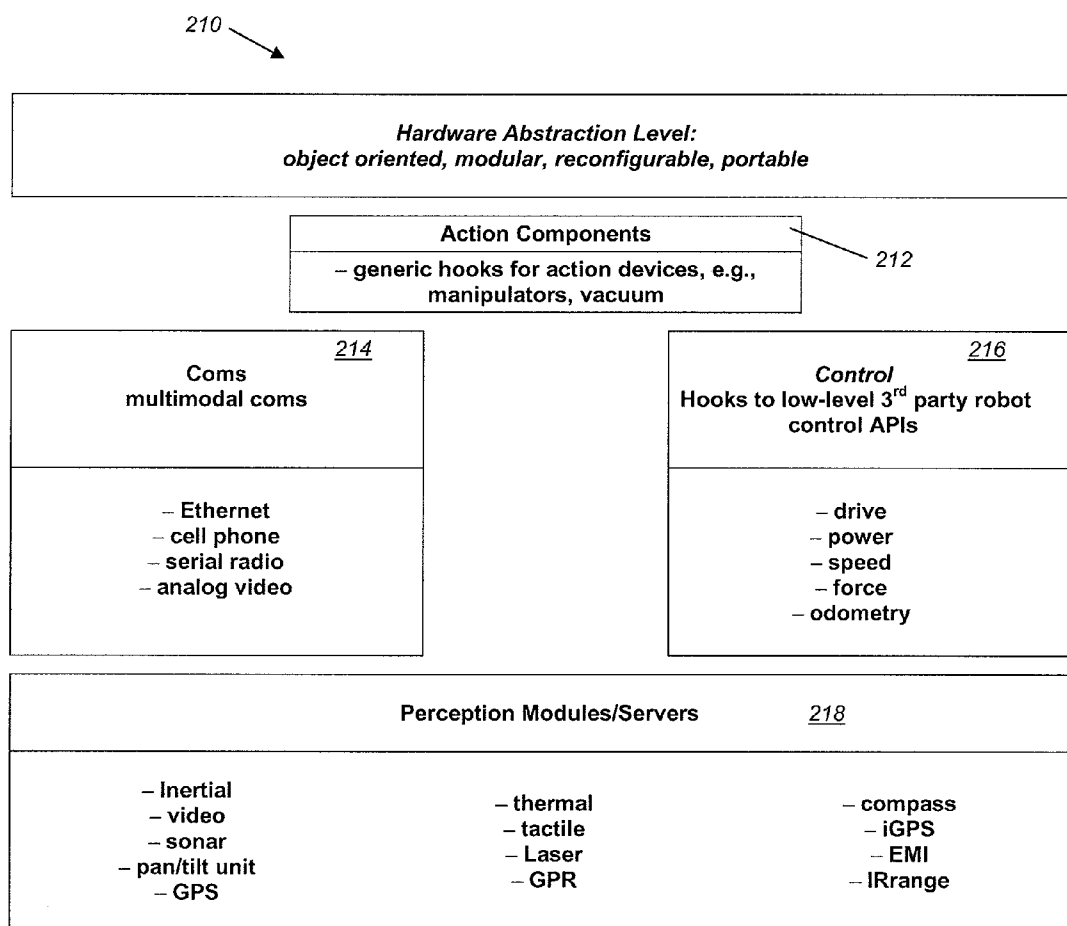 210
Hardware Abstraction Level:
object oriented, modular, reconfigurable, portable
Action Components
– generic hooks for action devices, e.g.,
manipulators, vacuum
212
214
Coms
multimodal coms
– Ethernet
– cell phone
– serial radio
– analog video
216
Control
Hooks to low-level 3rd party robot
control APIs
– drive
– power
– speed
– force
– odometry
Perception Modules/Servers 218
– Inertial
– video
– sonar
– pan/tilt unit
– GPS
– thermal
– tactile
– Laser
– GPR
– compass
– iGPS
– EMI
– IRrange